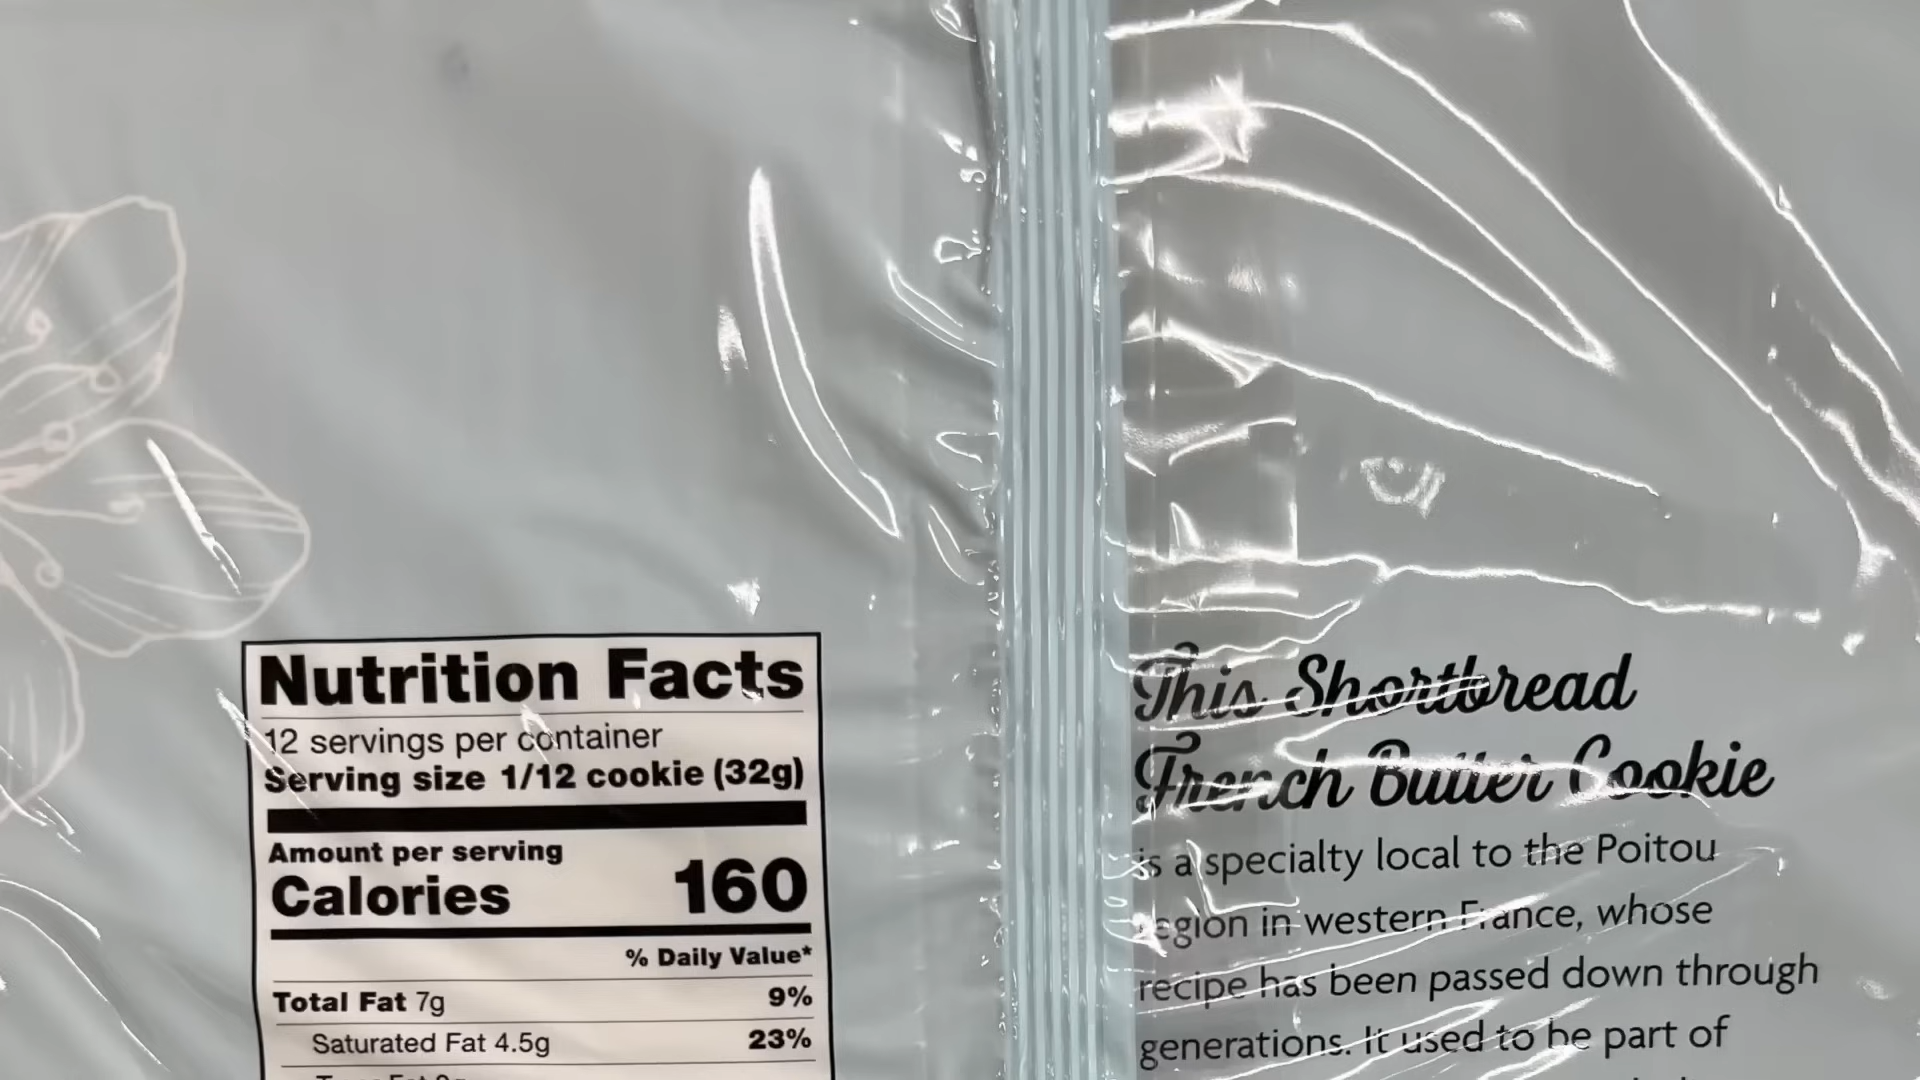 Nutrition Facts
12 servings per container
Serving size 1/12 cookie (32g)
Amount per serving
Calories 160
% Daily Value*
Total Fat 7g 9%
Saturated Fat 4.5g 23%
This Shortbread
French Butter Cookie
is a specialty local to the Poitou
region in western France, whose
recipe has been passed down through
generations. It used to be part of